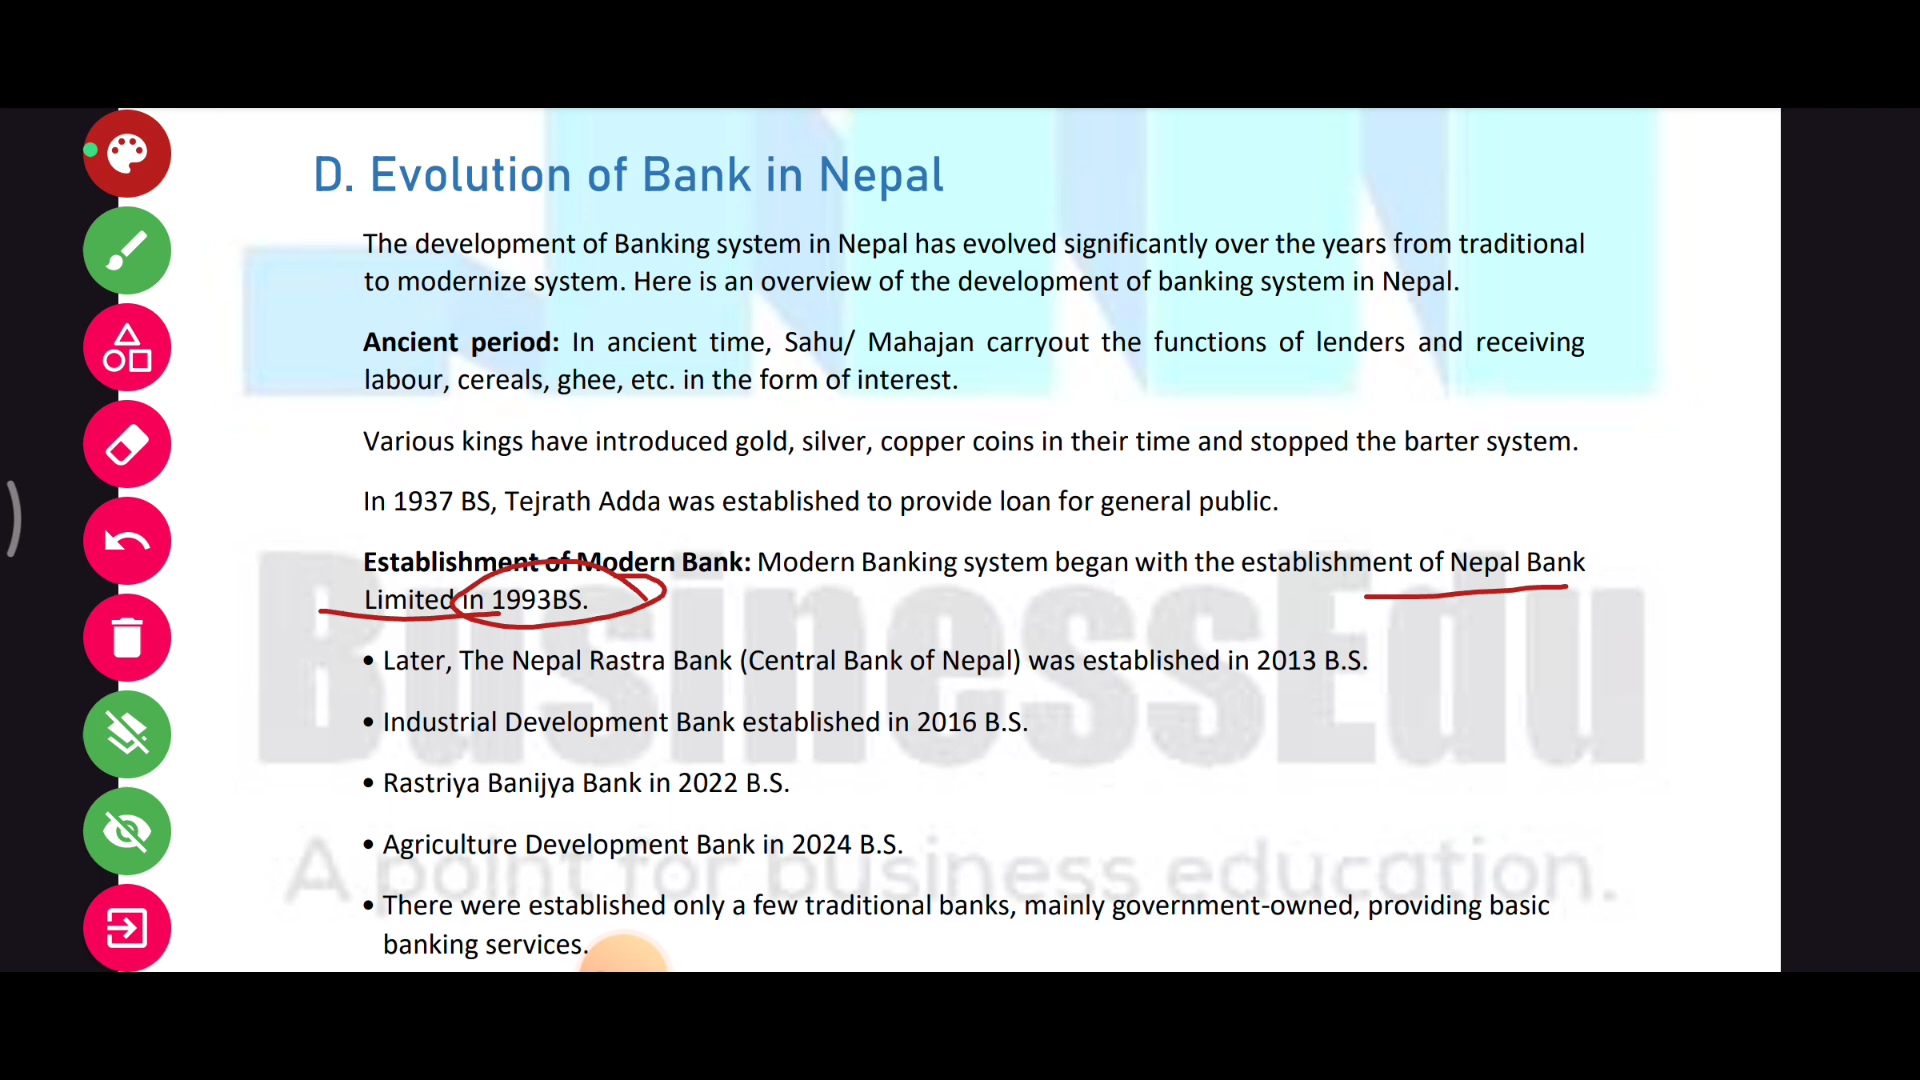 D. Evolution of Bank in Nepal
The development of Banking system in Nepal has evolved significantly over the years from traditional
to modernize system. Here is an overview of the development of banking system in Nepal.
Ancient period: In ancient time, Sahu/ Mahajan carryout the functions of lenders and receiving
labour, cereals, ghee, etc. in the form of interest.
Various kings have introduced gold, silver, copper coins in their time and stopped the barter system.
In 1937 BS, Tejrath Adda was established to provide loan for general public.
Establishment of Modern Bank: Modern Banking system began with the establishment of Nepal Bank
Limited in 1993BS.
• Later, The Nepal Rastra Bank (Central Bank of Nepal) was established in 2013 B.S.
• Industrial Development Bank established in 2016 B.S.
• Rastriya Banijya Bank in 2022 B.S.
• Agriculture Development Bank in 2024 B.S.
• There were established only a few traditional banks, mainly government-owned, providing basic
banking services.
BusinessEdu
A point for business education.